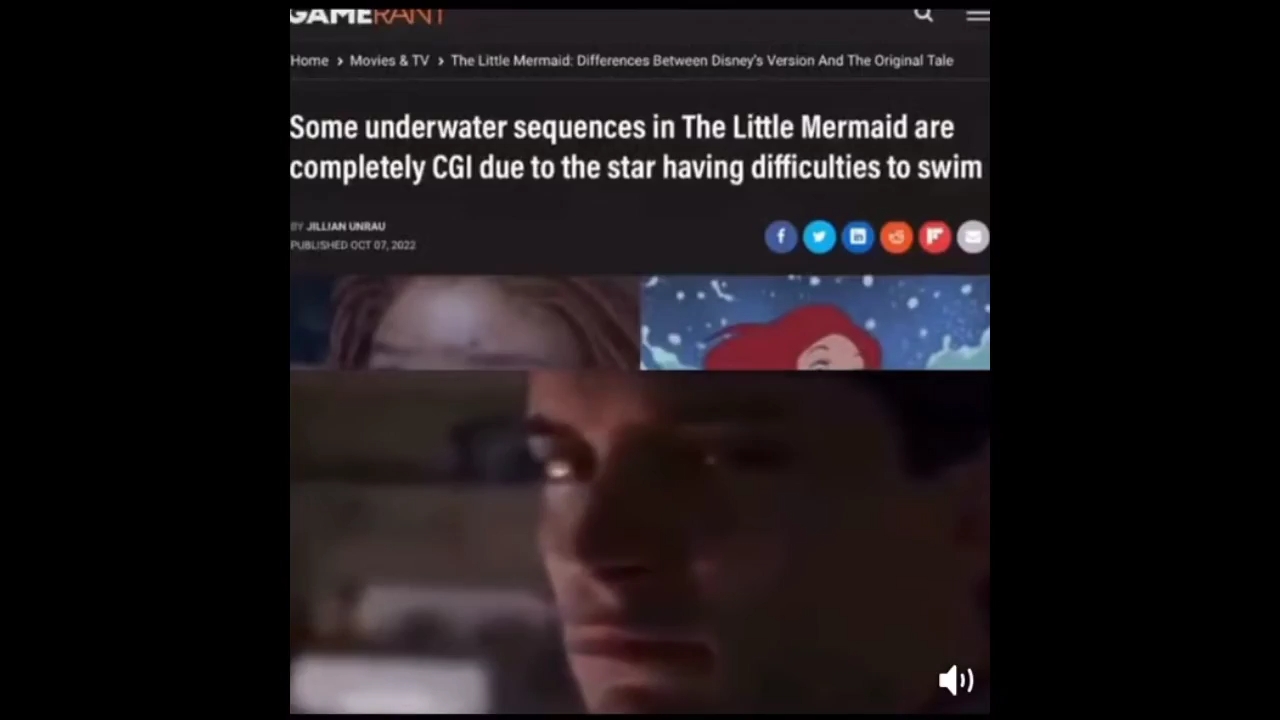 GAMERANT
Home > Movies & TV > The Little Mermaid: Differences Between Disney's Version And The Original Tale
Some underwater sequences in The Little Mermaid are
completely CGI due to the star having difficulties to swim
BY JILLIAN UNRAU
PUBLISHED OCT 07, 2022